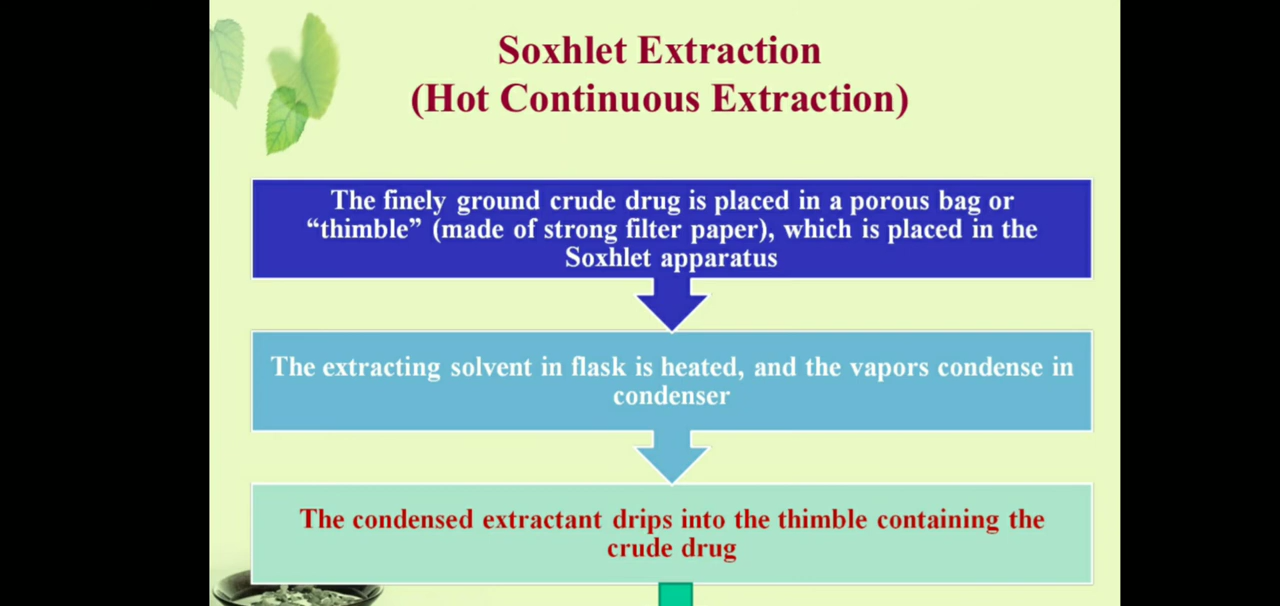 Soxhlet Extraction
(Hot Continuous Extraction)
The finely ground crude drug is placed in a porous bag or
“thimble” (made of strong filter paper), which is placed in the
Soxhlet apparatus
The extracting solvent in flask is heated, and the vapors condense in
condenser
The condensed extractant drips into the thimble containing the
crude drug